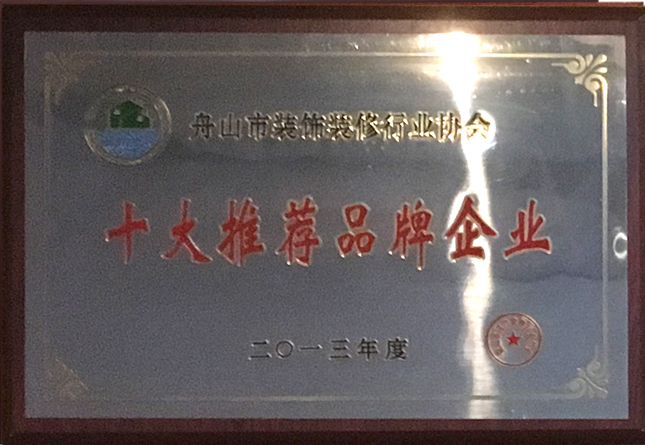 舟山市装饰装修行业协会
十大推荐品牌企业
二〇一三年度